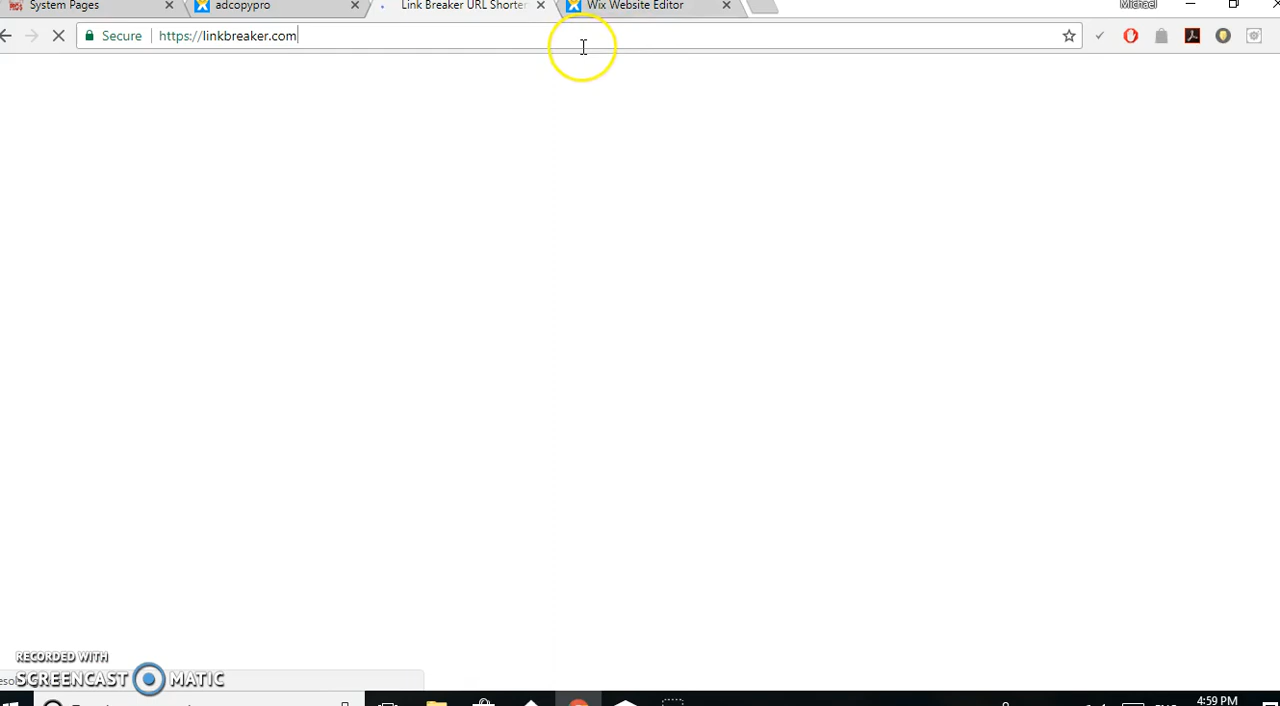 System Pages
adcopypro
Link Breaker URL Shorter
Wix Website Editor
Michael
Secure
https://linkbreaker.com
RECORDED WITH
SCREENCAST MATIC
4:59 PM